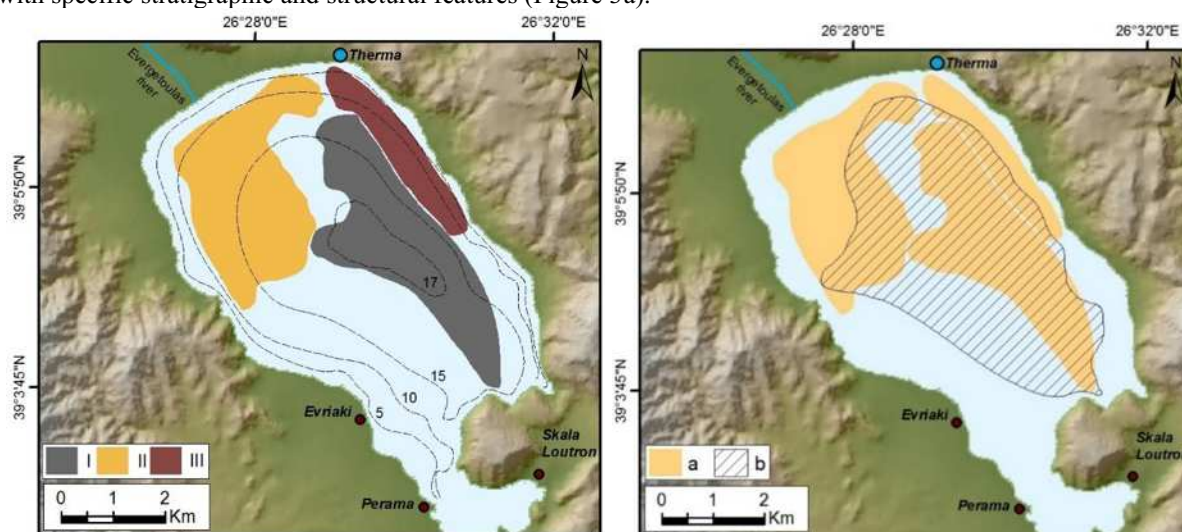 with specific stratigraphic and structural features (Figure 5a).
26°28'0"E
26°32'0"E
Evergetoulas
river
Therma
N
39°5'50"N
17
39°3'45"N
15
10
5
Evriaki
Skala
Loutron
Perama
I II III
0 1 2
Km
26°28'0"E
26°32'0"E
Evergetoulas
river
Therma
N
39°5'50"N
39°3'45"N
Evriaki
Skala
Loutron
Perama
a b
0 1 2
Km